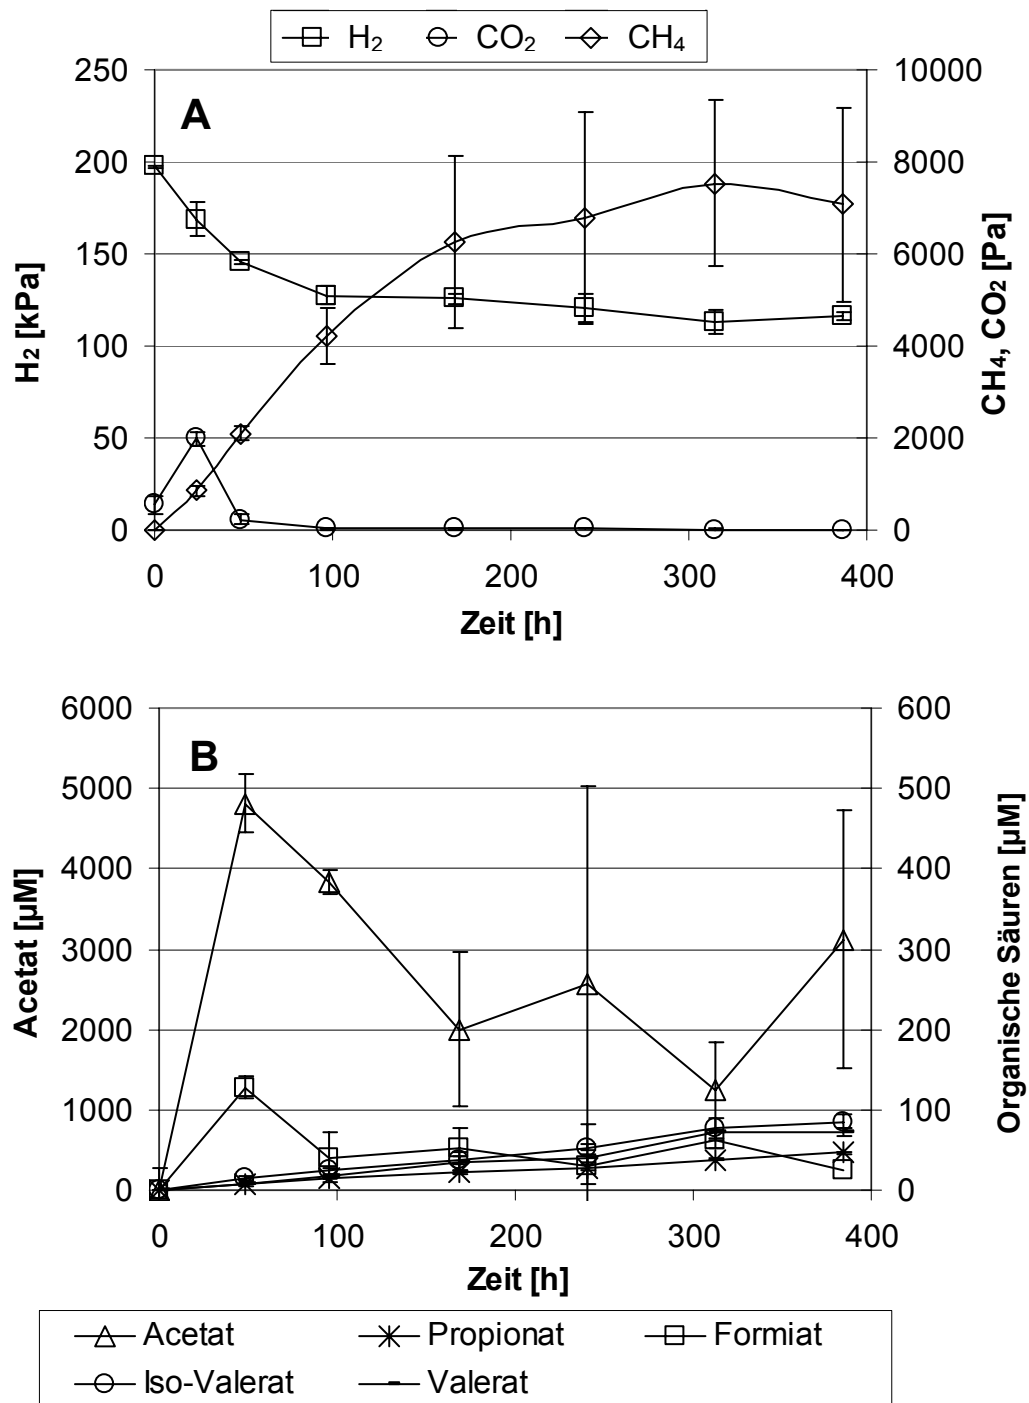 H2 CO2 CH4
250 10000
A
200 8000
150 6000
100 4000
50 2000
0 0
H2 [kPa]
CH4, CO2 [Pa]
0 100 200 300 400
Zeit [h]
6000 600
B
5000 500
4000 400
3000 300
2000 200
1000 100
0 0
Acetat [µM]
Organische Säuren [µM]
0 100 200 300 400
Zeit [h]
Acetat Propionat Formiat
Iso-Valerat Valerat